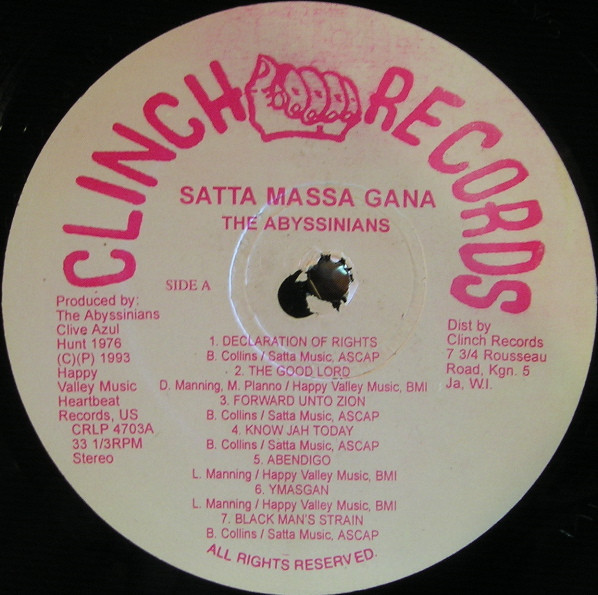 CLINCH RECORDS
SATTA MASSA GANA
THE ABYSSINIANS
SIDE A
Produced by:
The Abyssinians
Clive Azul
Hunt 1976
(C)(P) 1993
Happy
Valley Music
Heartbeat
Records, US
CRLP 4703A
33 1/3RPM
Stereo
1. DECLARATION OF RIGHTS
B. Collins / Satta Music, ASCAP
2. THE GOOD LORD
D. Manning, M. Planno / Happy Valley Music, BMI
3. FORWARD UNTO ZION
B. Collins / Satta Music, ASCAP
4. KNOW JAH TODAY
B. Collins / Satta Music, ASCAP
5. ABENDIGO
L. Manning / Happy Valley Music, BMI
6. YMASGAN
L. Manning / Happy Valley Music, BMI
7. BLACK MAN'S STRAIN
B. Collins / Satta Music, ASCAP
Dist by
Clinch Records
7 3/4 Rousseau
Road, Kgn. 5
Ja, W.I.
ALL RIGHTS RESERVED.